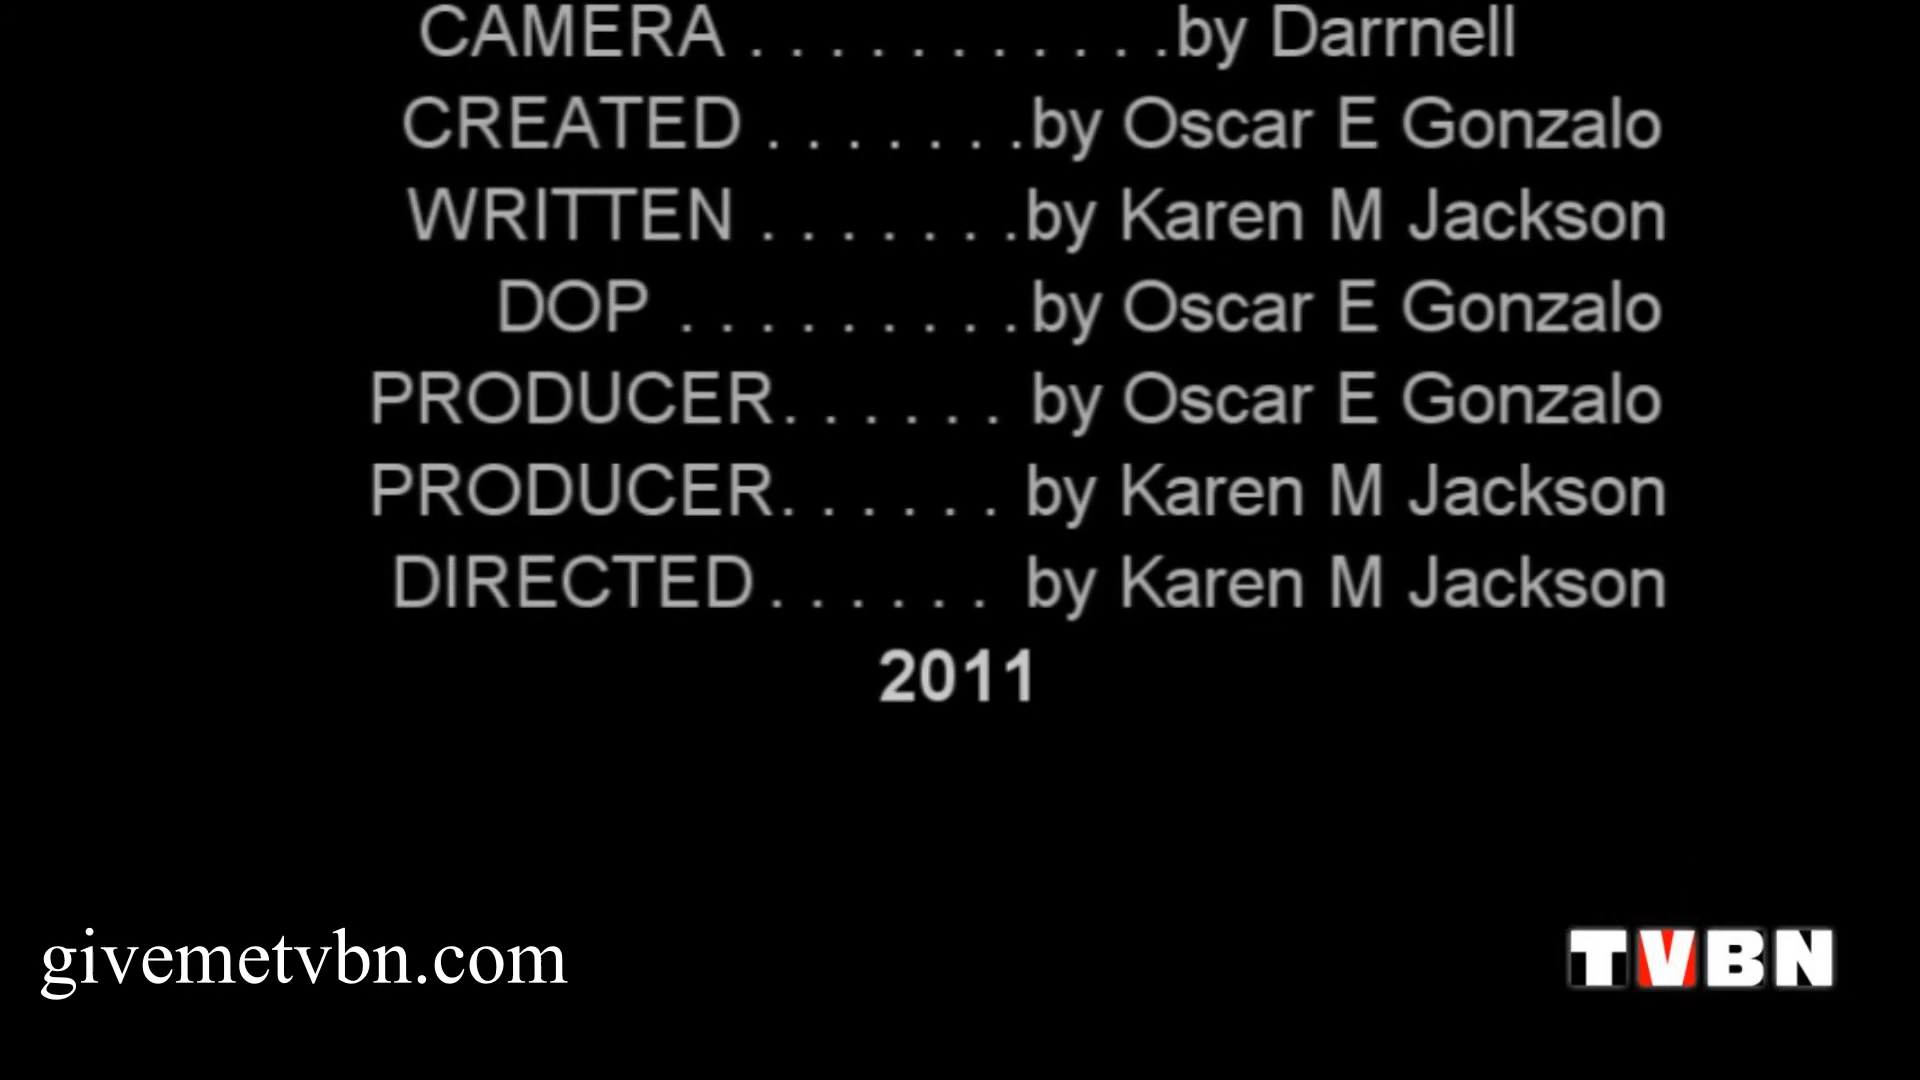 CAMERA . . . . . . . . . . .by Darrnell
CREATED . . . . . . .by Oscar E Gonzalo
WRITTEN . . . . . . .by Karen M Jackson
DOP . . . . . . . . .by Oscar E Gonzalo
PRODUCER. . . . . . by Oscar E Gonzalo
PRODUCER. . . . . . by Karen M Jackson
DIRECTED . . . . . . by Karen M Jackson
2011
givemetvbn.com
TVBN